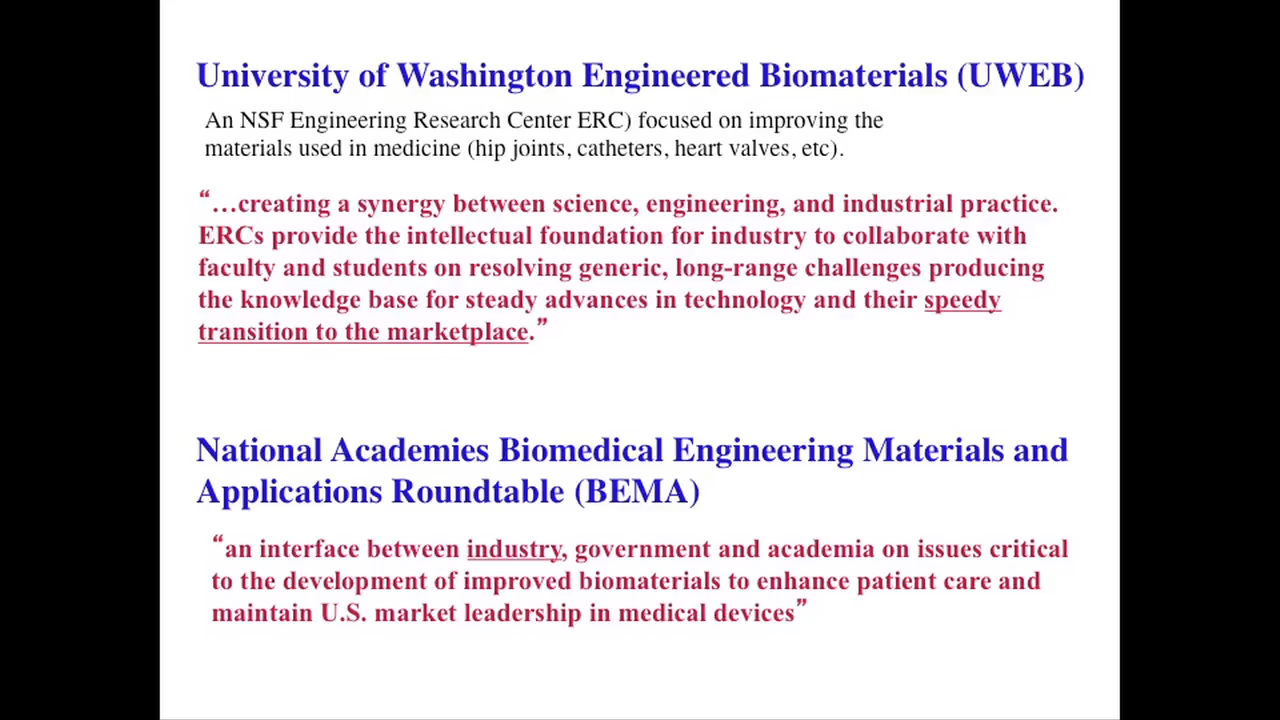 University of Washington Engineered Biomaterials (UWEB)
An NSF Engineering Research Center ERC) focused on improving the
materials used in medicine (hip joints, catheters, heart valves, etc).
“…creating a synergy between science, engineering, and industrial practice.
ERCs provide the intellectual foundation for industry to collaborate with
faculty and students on resolving generic, long-range challenges producing
the knowledge base for steady advances in technology and their speedy
transition to the marketplace.”
National Academies Biomedical Engineering Materials and
Applications Roundtable (BEMA)
“an interface between industry, government and academia on issues critical
to the development of improved biomaterials to enhance patient care and
maintain U.S. market leadership in medical devices”